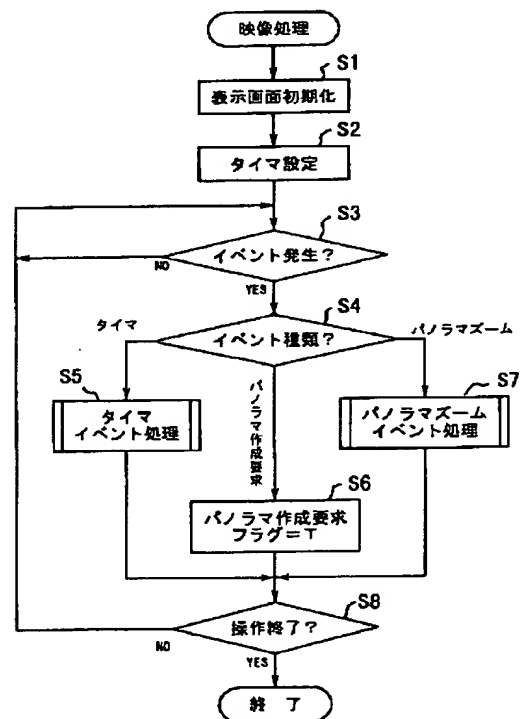 映像処理
S1
表示画面初期化
S2
タイマ設定
S3
イベント発生?
NO
YES
S4
イベント種類?
タイマ
パノラマズーム
パノラマ作成要求
S5
タイマ
イベント処理
S7
パノラマズーム
イベント処理
S6
パノラマ作成要求
フラグ=T
S8
操作終了?
NO
YES
終了